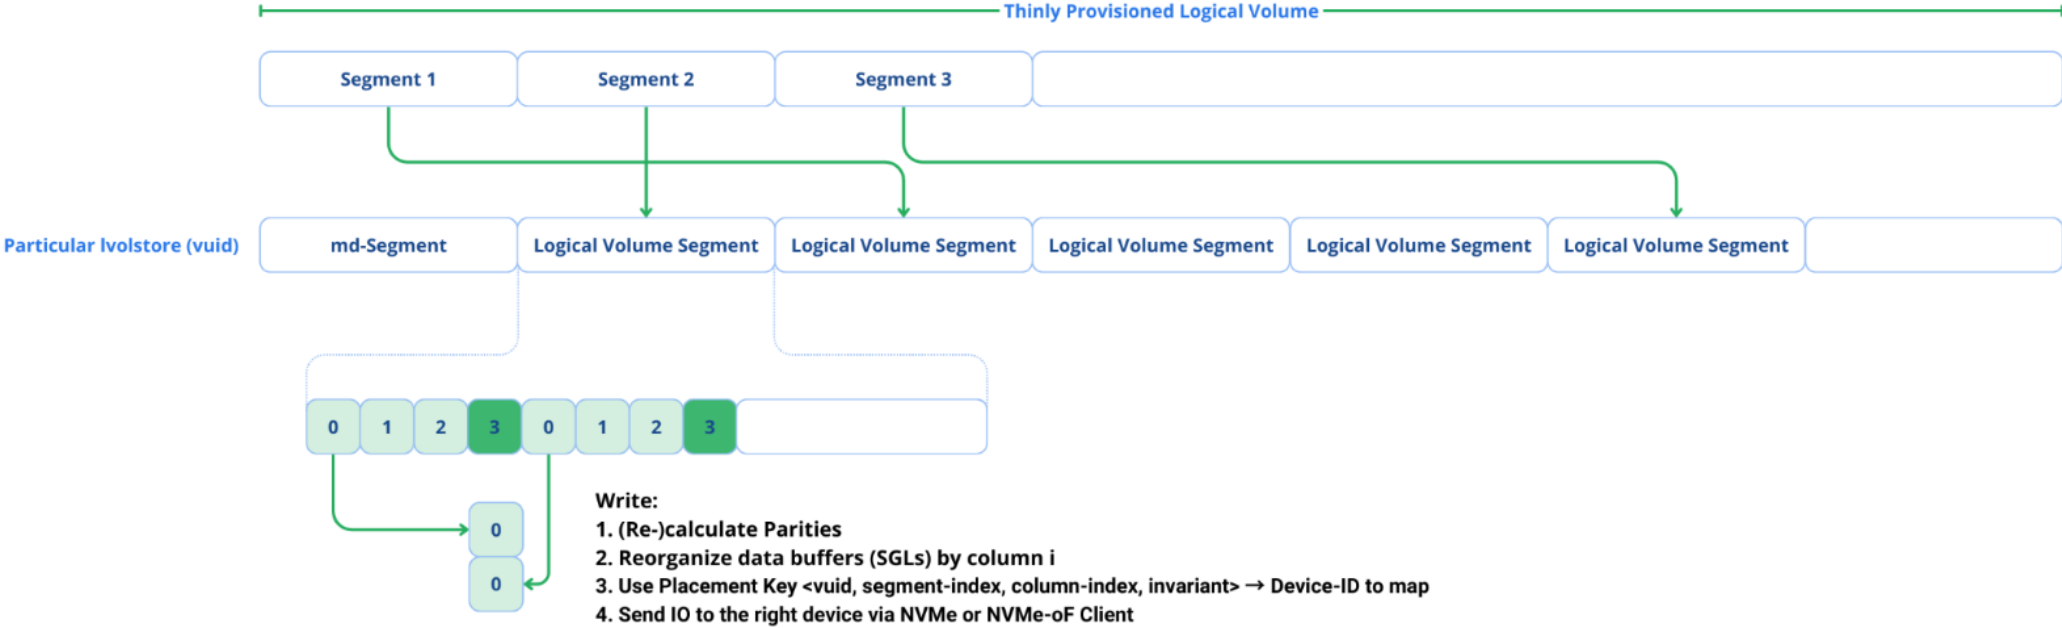 Thinly Provisioned Logical Volume
Segment 1
Segment 2
Segment 3
Particular lvolstore (vuid)
md-Segment
Logical Volume Segment
Logical Volume Segment
Logical Volume Segment
Logical Volume Segment
Logical Volume Segment
0 1 2 3 0 1 2 3
0
0
Write:
1. (Re-)calculate Parities
2. Reorganize data buffers (SGLs) by column i
3. Use Placement Key <vuid, segment-index, column-index, invariant> → Device-ID to map
4. Send IO to the right device via NVMe or NVMe-oF Client